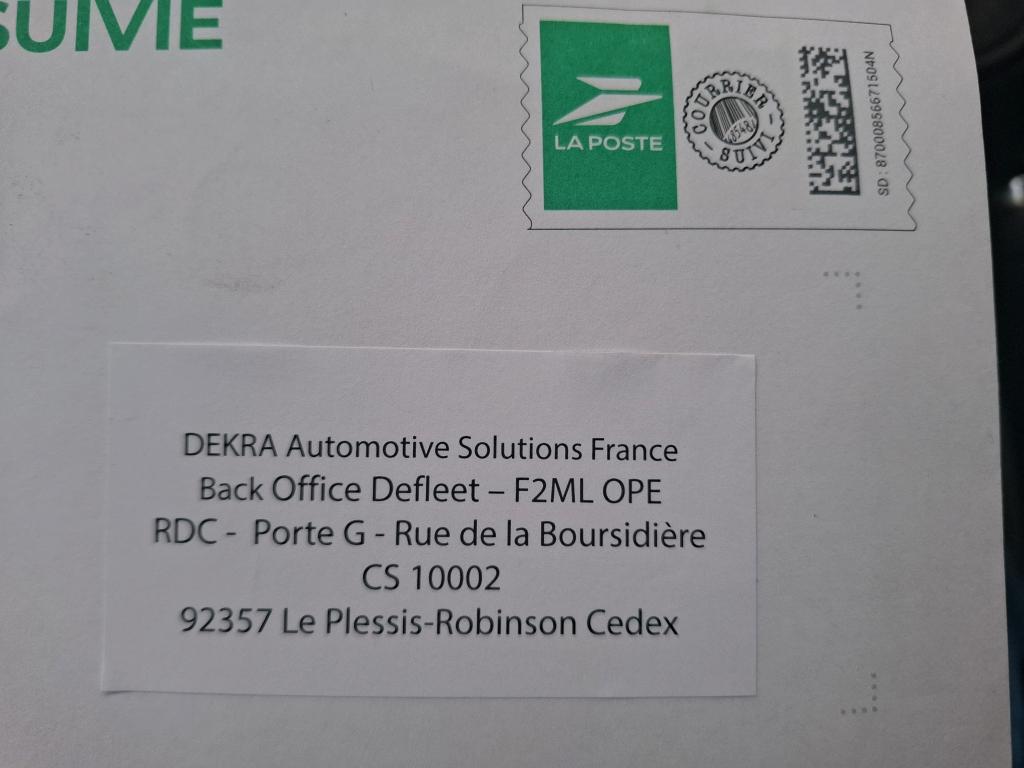 SUIVIE
LA POSTE
COURRIER
SUIVI
SD : 87000856671504N
DEKRA Automotive Solutions France
Back Office Defleet – F2ML OPE
RDC - Porte G - Rue de la Boursidière
CS 10002
92357 Le Plessis-Robinson Cedex